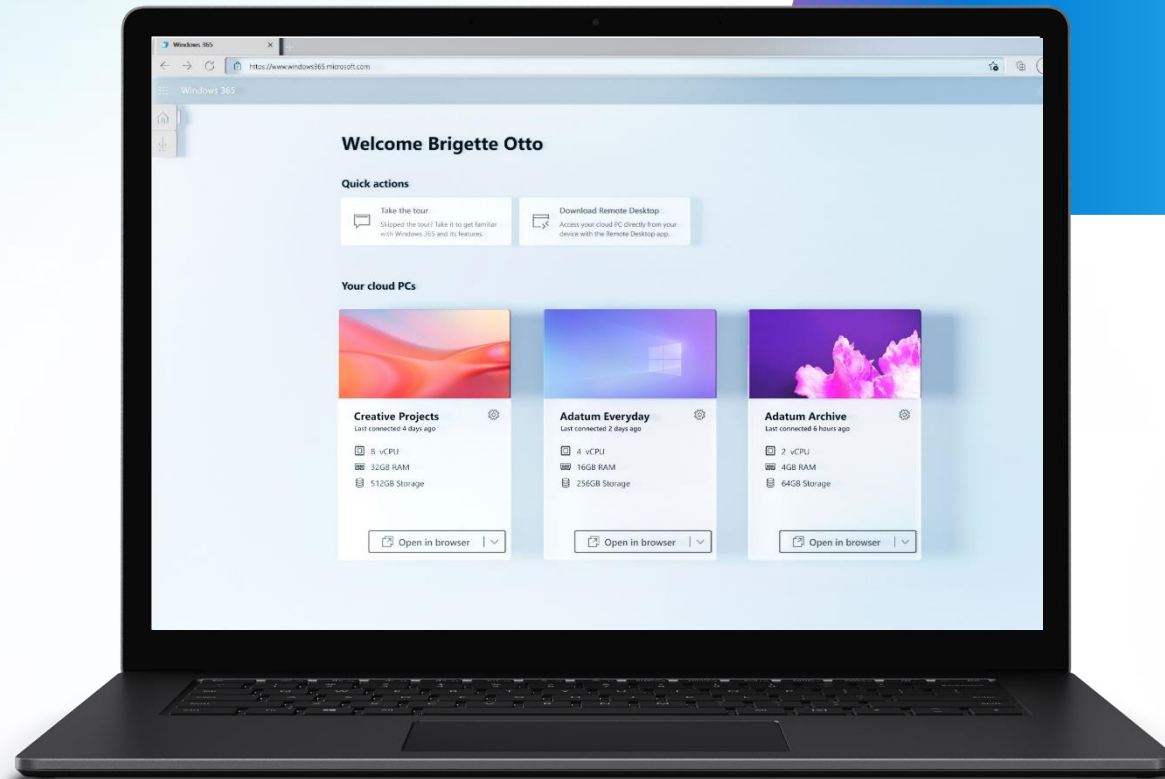 Windows 365
https://www.windows365.microsoft.com
Windows 365
Welcome Brigette Otto
Quick actions
Take the tour
Skipped the tour? Take it to get familiar
with Windows 365 and its features.
Download Remote Desktop
Access your cloud PC directly from your
device with the Remote Desktop app...
Your cloud PCs
Creative Projects
Last connected 4 days ago
8 vCPU
32GB RAM
512GB Storage
Open in browser
Adatum Everyday
Last connected 2 days ago
4 vCPU
16GB RAM
256GB Storage
Open in browser
Adatum Archive
Last connected 6 hours ago
2 vCPU
4GB RAM
64GB Storage
Open in browser